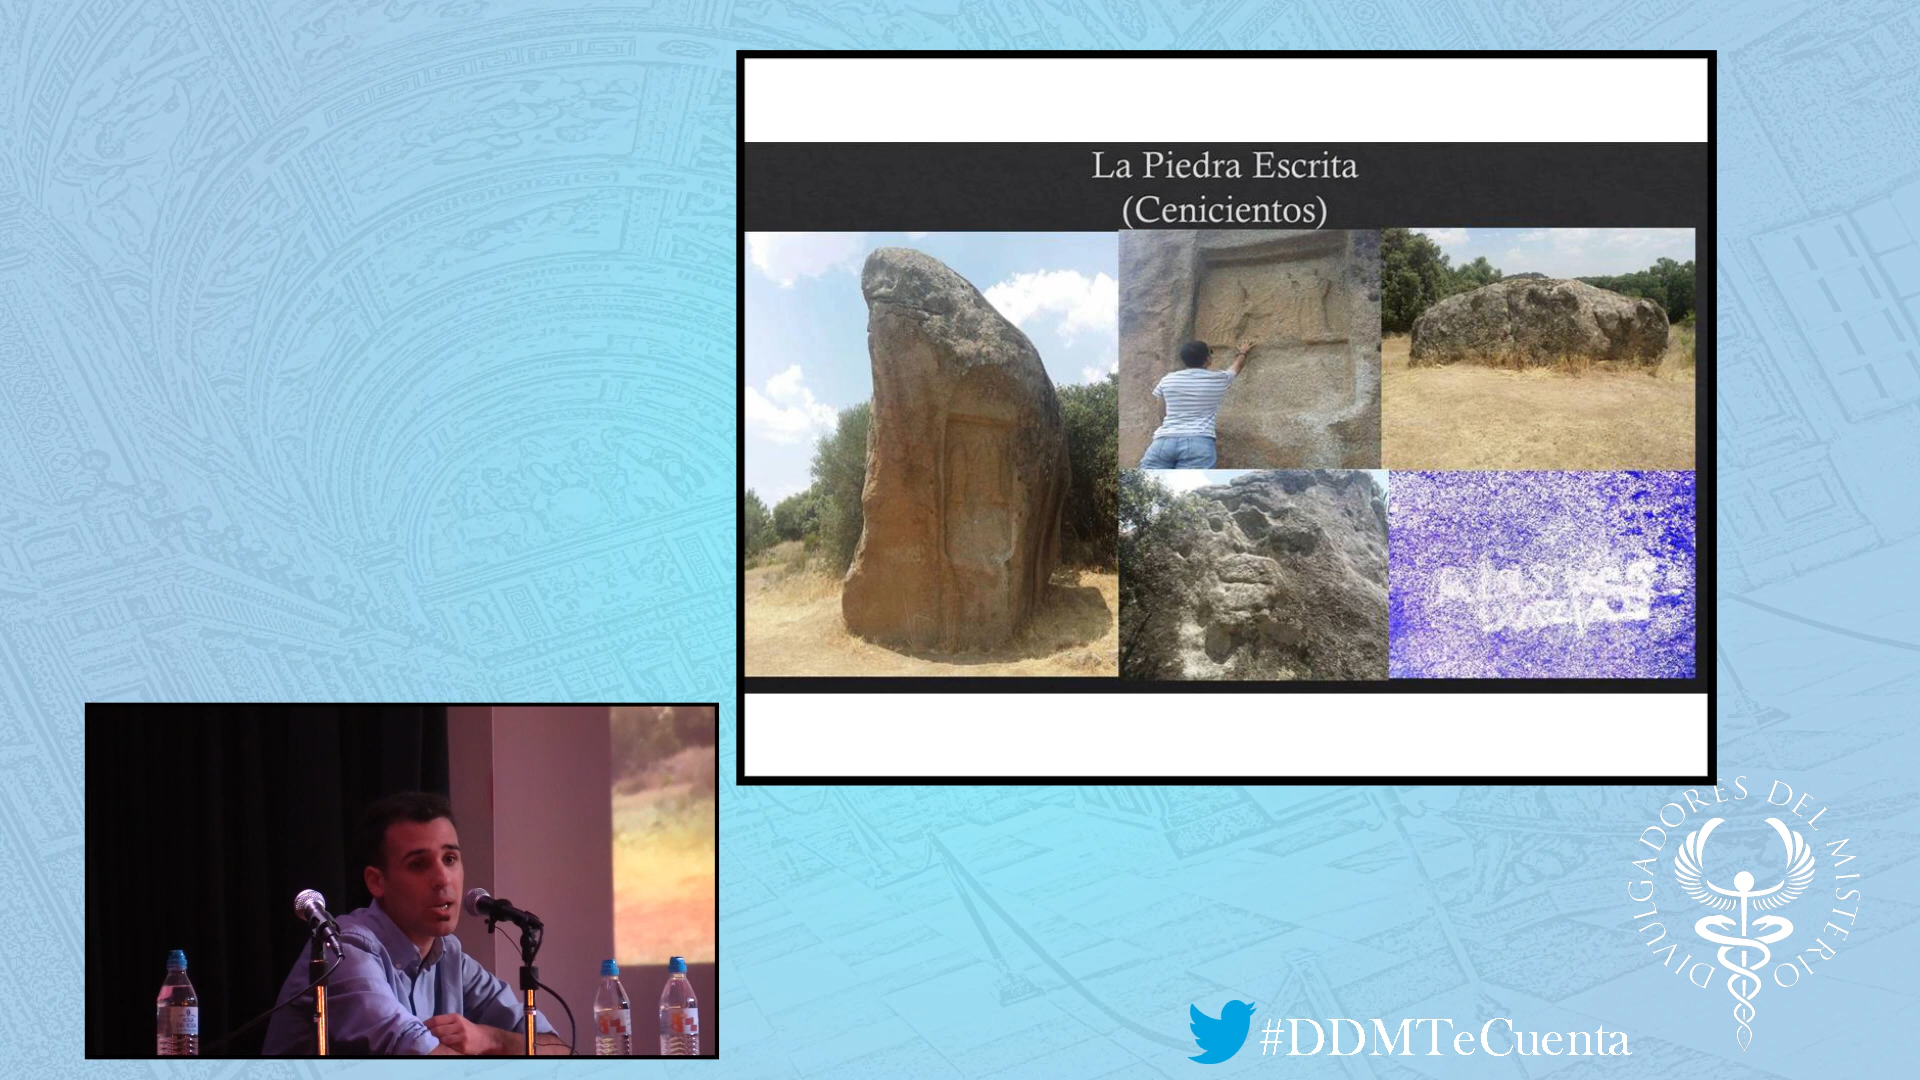 La Piedra Escrita
(Cenicientos)
DIVULGADORES DEL MISTERIO
#DDMTeCuenta